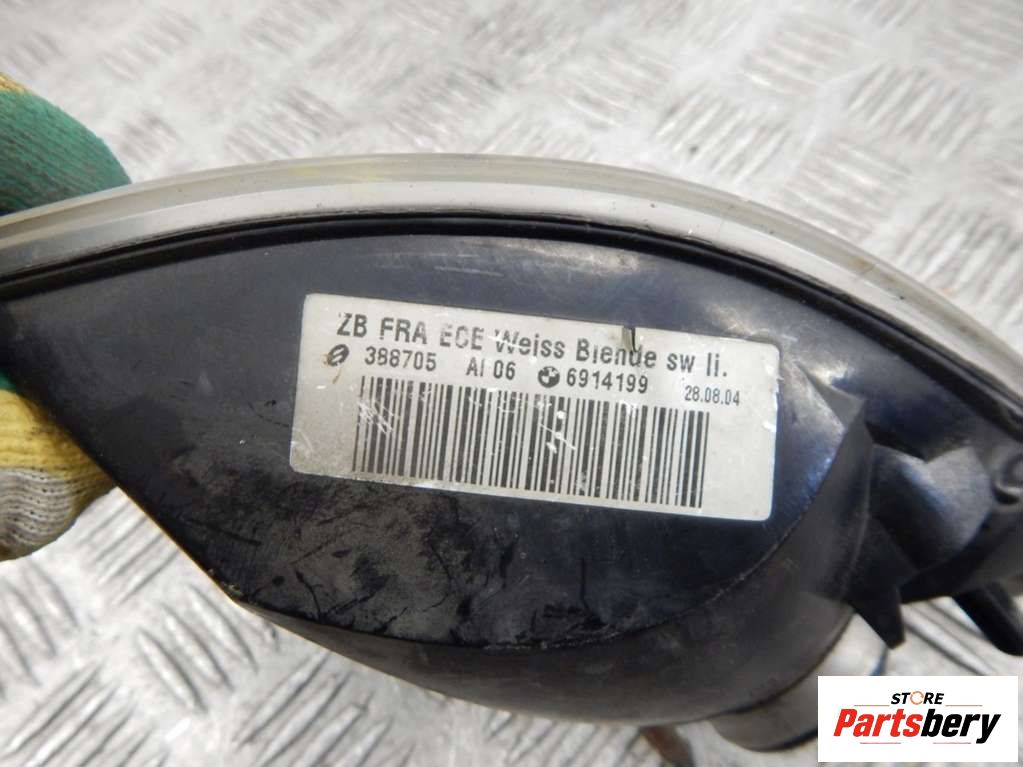 ZB FRA ECE Weiss Blende sw li.
388705 AI 06 6914199 28.08.04
STORE
Partsbery